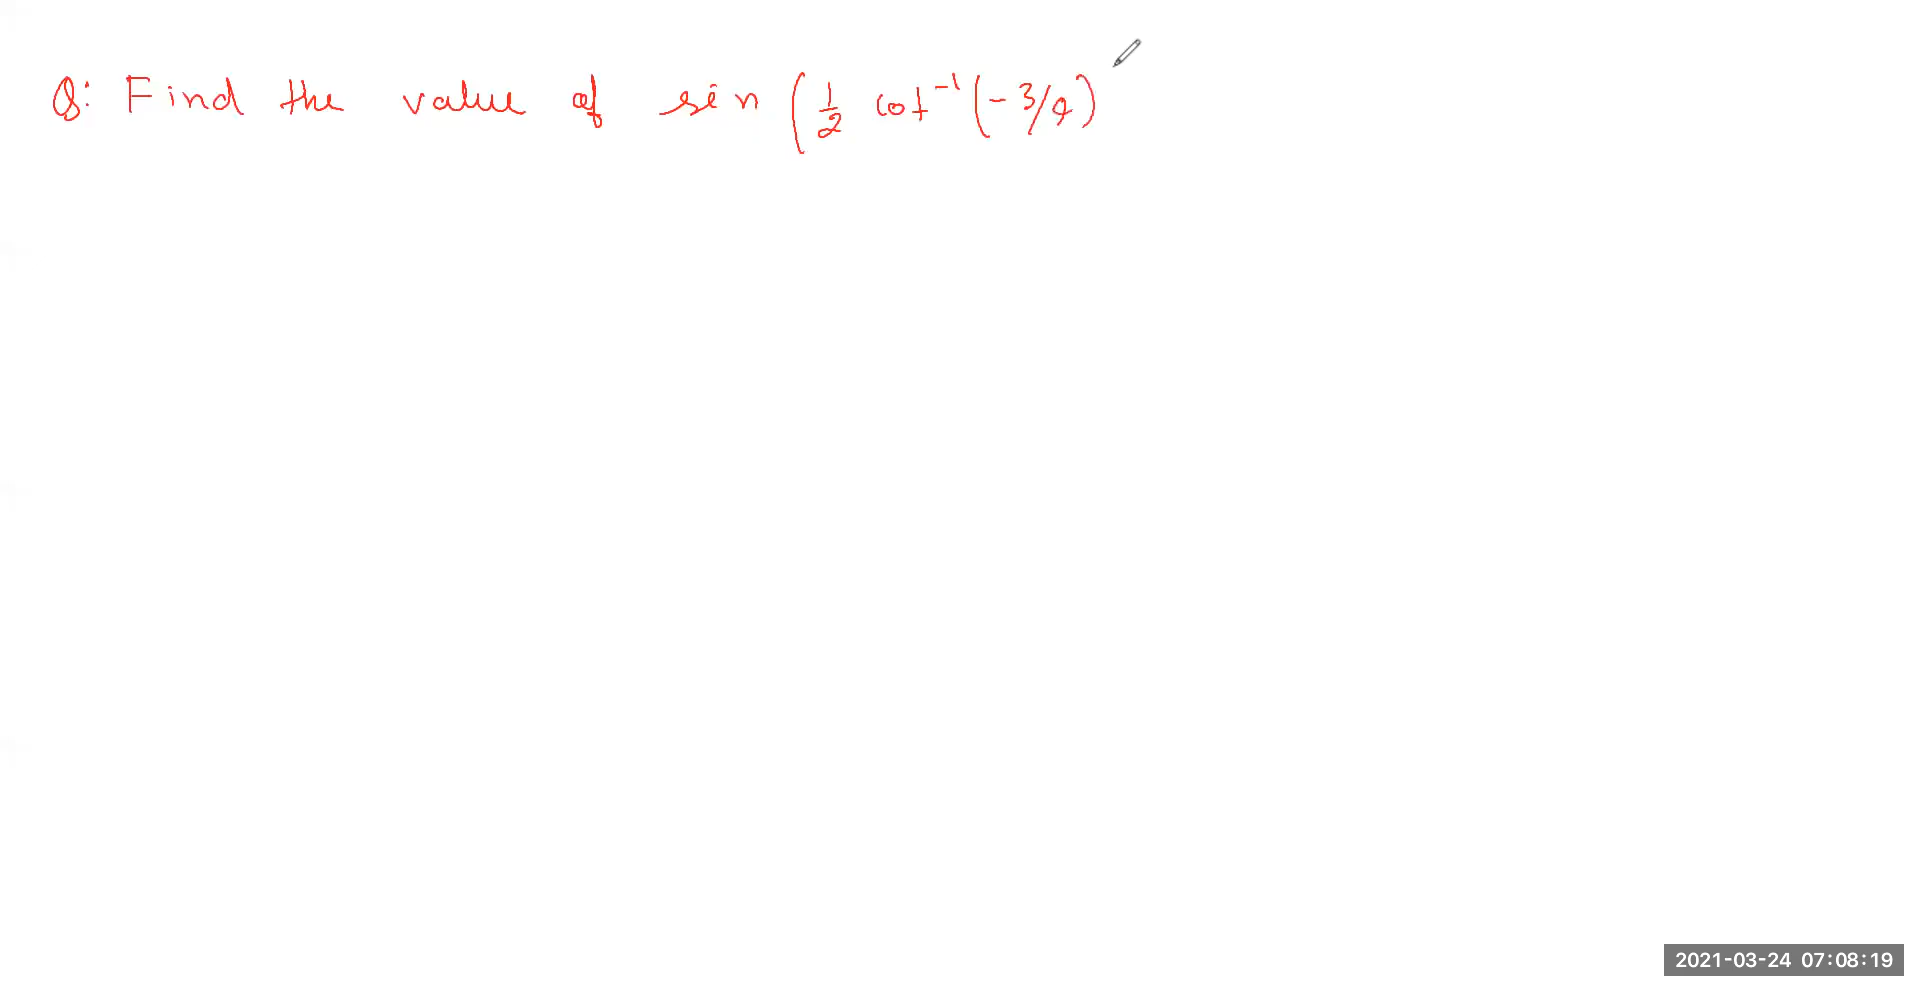 Q: Find the value of sin (1/2 cot⁻¹(-3/4)
2021-03-24 07:08:19